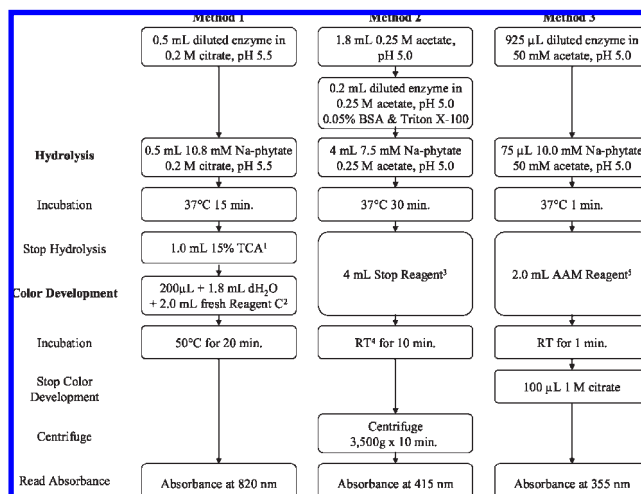 Method 1
Method 2
Method 3
0.5 mL diluted enzyme in
0.2 M citrate, pH 5.5
1.8 mL 0.25 M acetate,
pH 5.0
925 µL diluted enzyme in
50 mM acetate, pH 5.0
0.2 mL diluted enzyme in
0.25 M acetate, pH 5.0
0.05% BSA & Triton X-100
Hydrolysis
0.5 mL 10.8 mM Na-phytate
0.2 M citrate, pH 5.5
4 mL 7.5 mM Na-phytate
0.25 M acetate, pH 5.0
75 µL 10.0 mM Na-phytate
50 mM acetate, pH 5.0
Incubation
37°C 15 min.
37°C 30 min.
37°C 1 min.
Stop Hydrolysis
1.0 mL 15% TCA¹
4 mL Stop Reagent³
2.0 mL AAM Reagent⁵
Color Development
200µL + 1.8 mL dH₂O
+ 2.0 mL fresh Reagent C²
Incubation
50°C for 20 min.
RT⁴ for 10 min.
RT for 1 min.
Stop Color
Development
100 µL 1 M citrate
Centrifuge
Centrifuge
3,500g x 10 min.
Read Absorbance
Absorbance at 820 nm
Absorbance at 415 nm
Absorbance at 355 nm